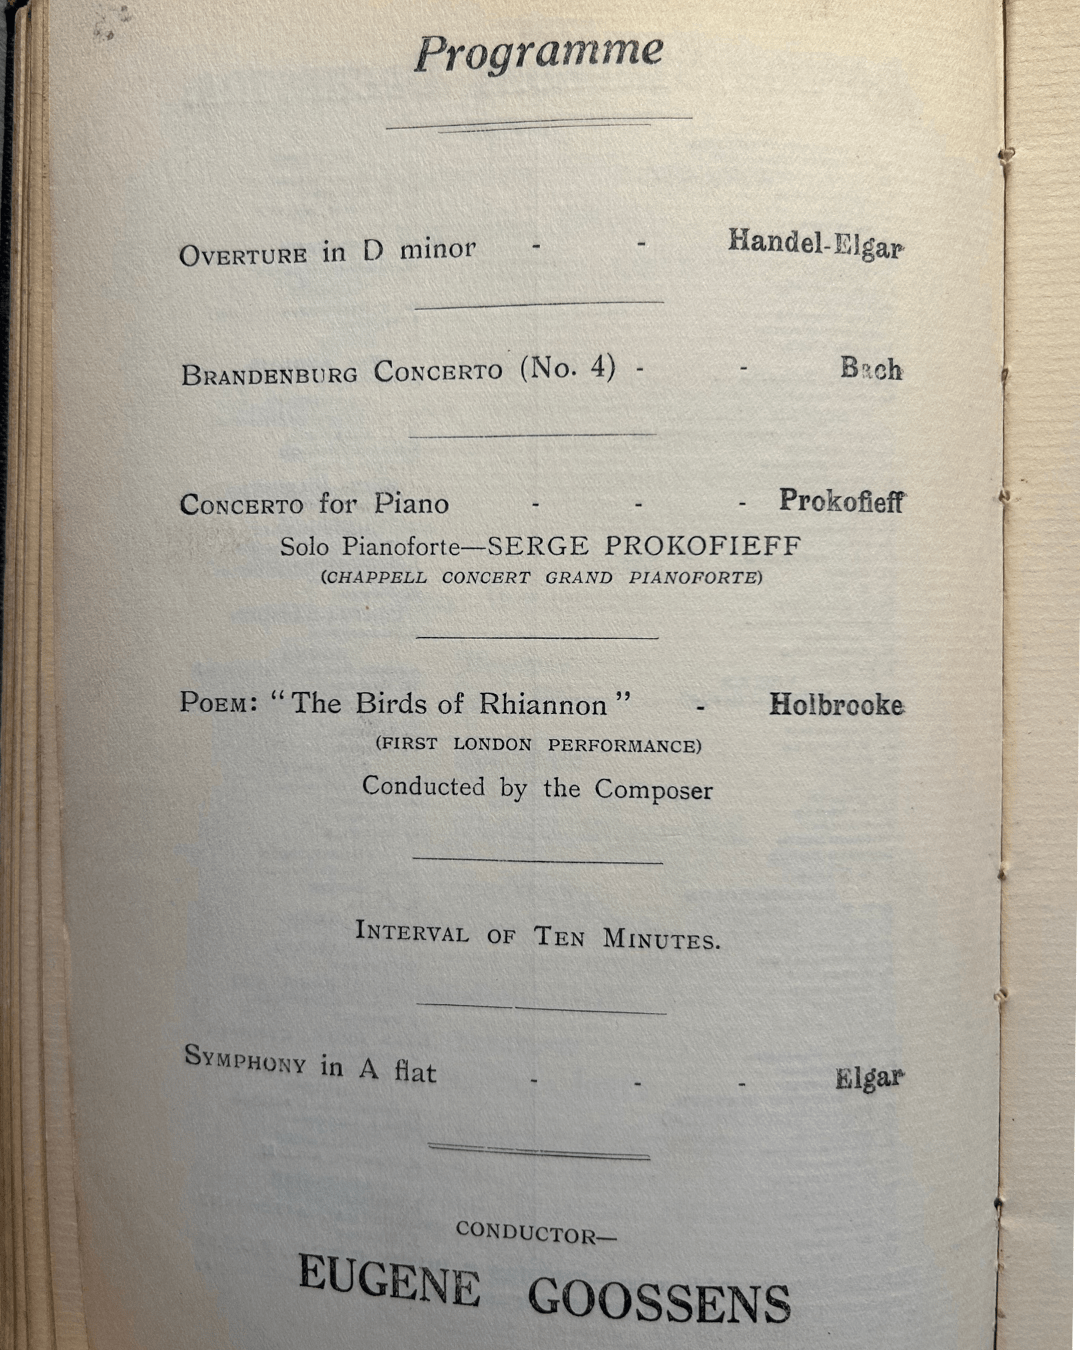 Programme
OVERTURE in D minor - - Handel-Elgar
BRANDENBURG CONCERTO (No. 4) - - Bach
CONCERTO for Piano - - - Prokofieff
Solo Pianoforte—SERGE PROKOFIEFF
(CHAPPELL CONCERT GRAND PIANOFORTE)
POEM: “The Birds of Rhiannon” - Holbrooke
(FIRST LONDON PERFORMANCE)
Conducted by the Composer
INTERVAL OF TEN MINUTES.
SYMPHONY in A flat - - - Elgar
CONDUCTOR—
EUGENE GOOSSENS